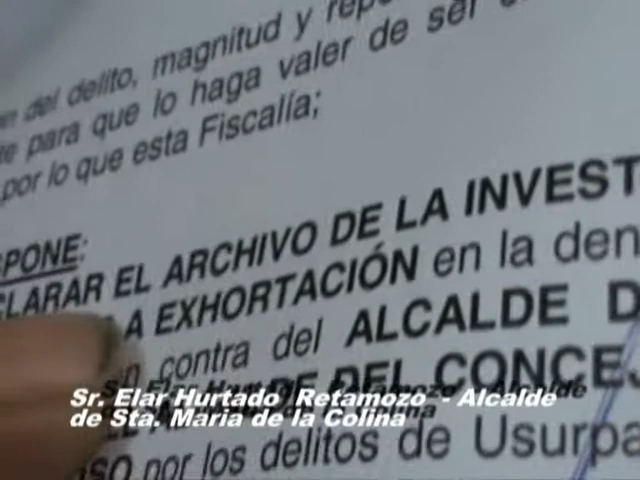 del delito, magnitud y
para que lo haga valer de ser
por lo que esta Fiscalía;
PONE:
LARAR EL ARCHIVO DE LA INVEST
A EXHORTACIÓN en la den
contra del ALCALDE D
DEL CONCE
Sr. Elar Hurtado Retamozo - Alcalde
de Sta. Maria de la Colina
por los delitos de Usurpa